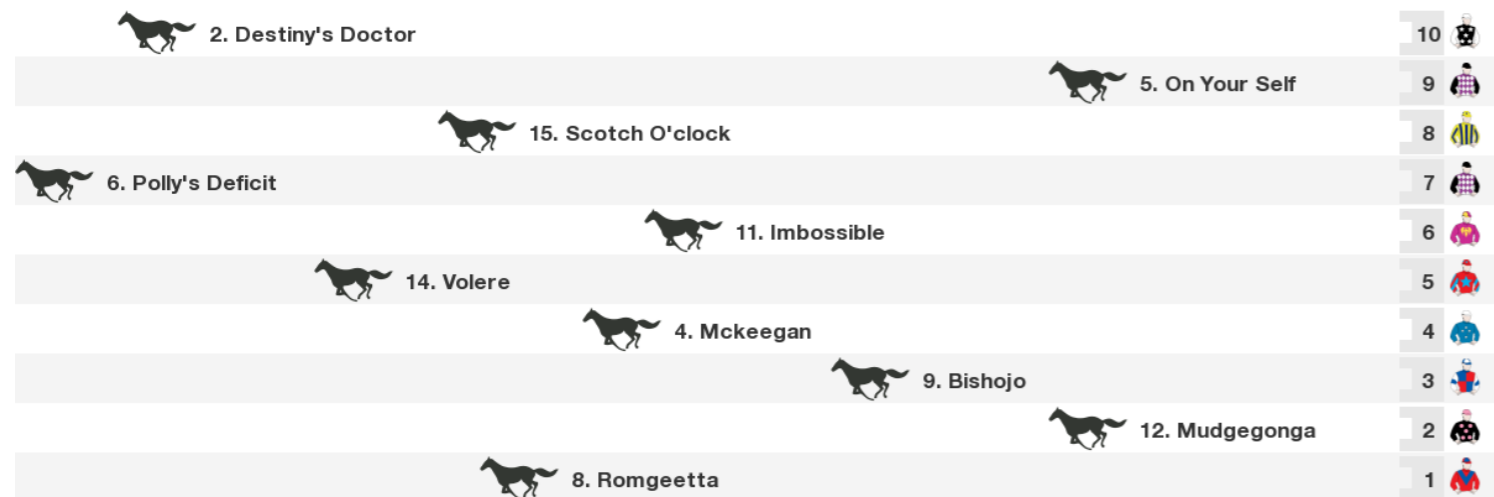 2. Destiny's Doctor 10
5. On Your Self 9
15. Scotch O'clock 8
6. Polly's Deficit 7
11. Imbossible 6
14. Volere 5
4. Mckeegan 4
9. Bishojo 3
12. Mudgegonga 2
8. Romgeetta 1